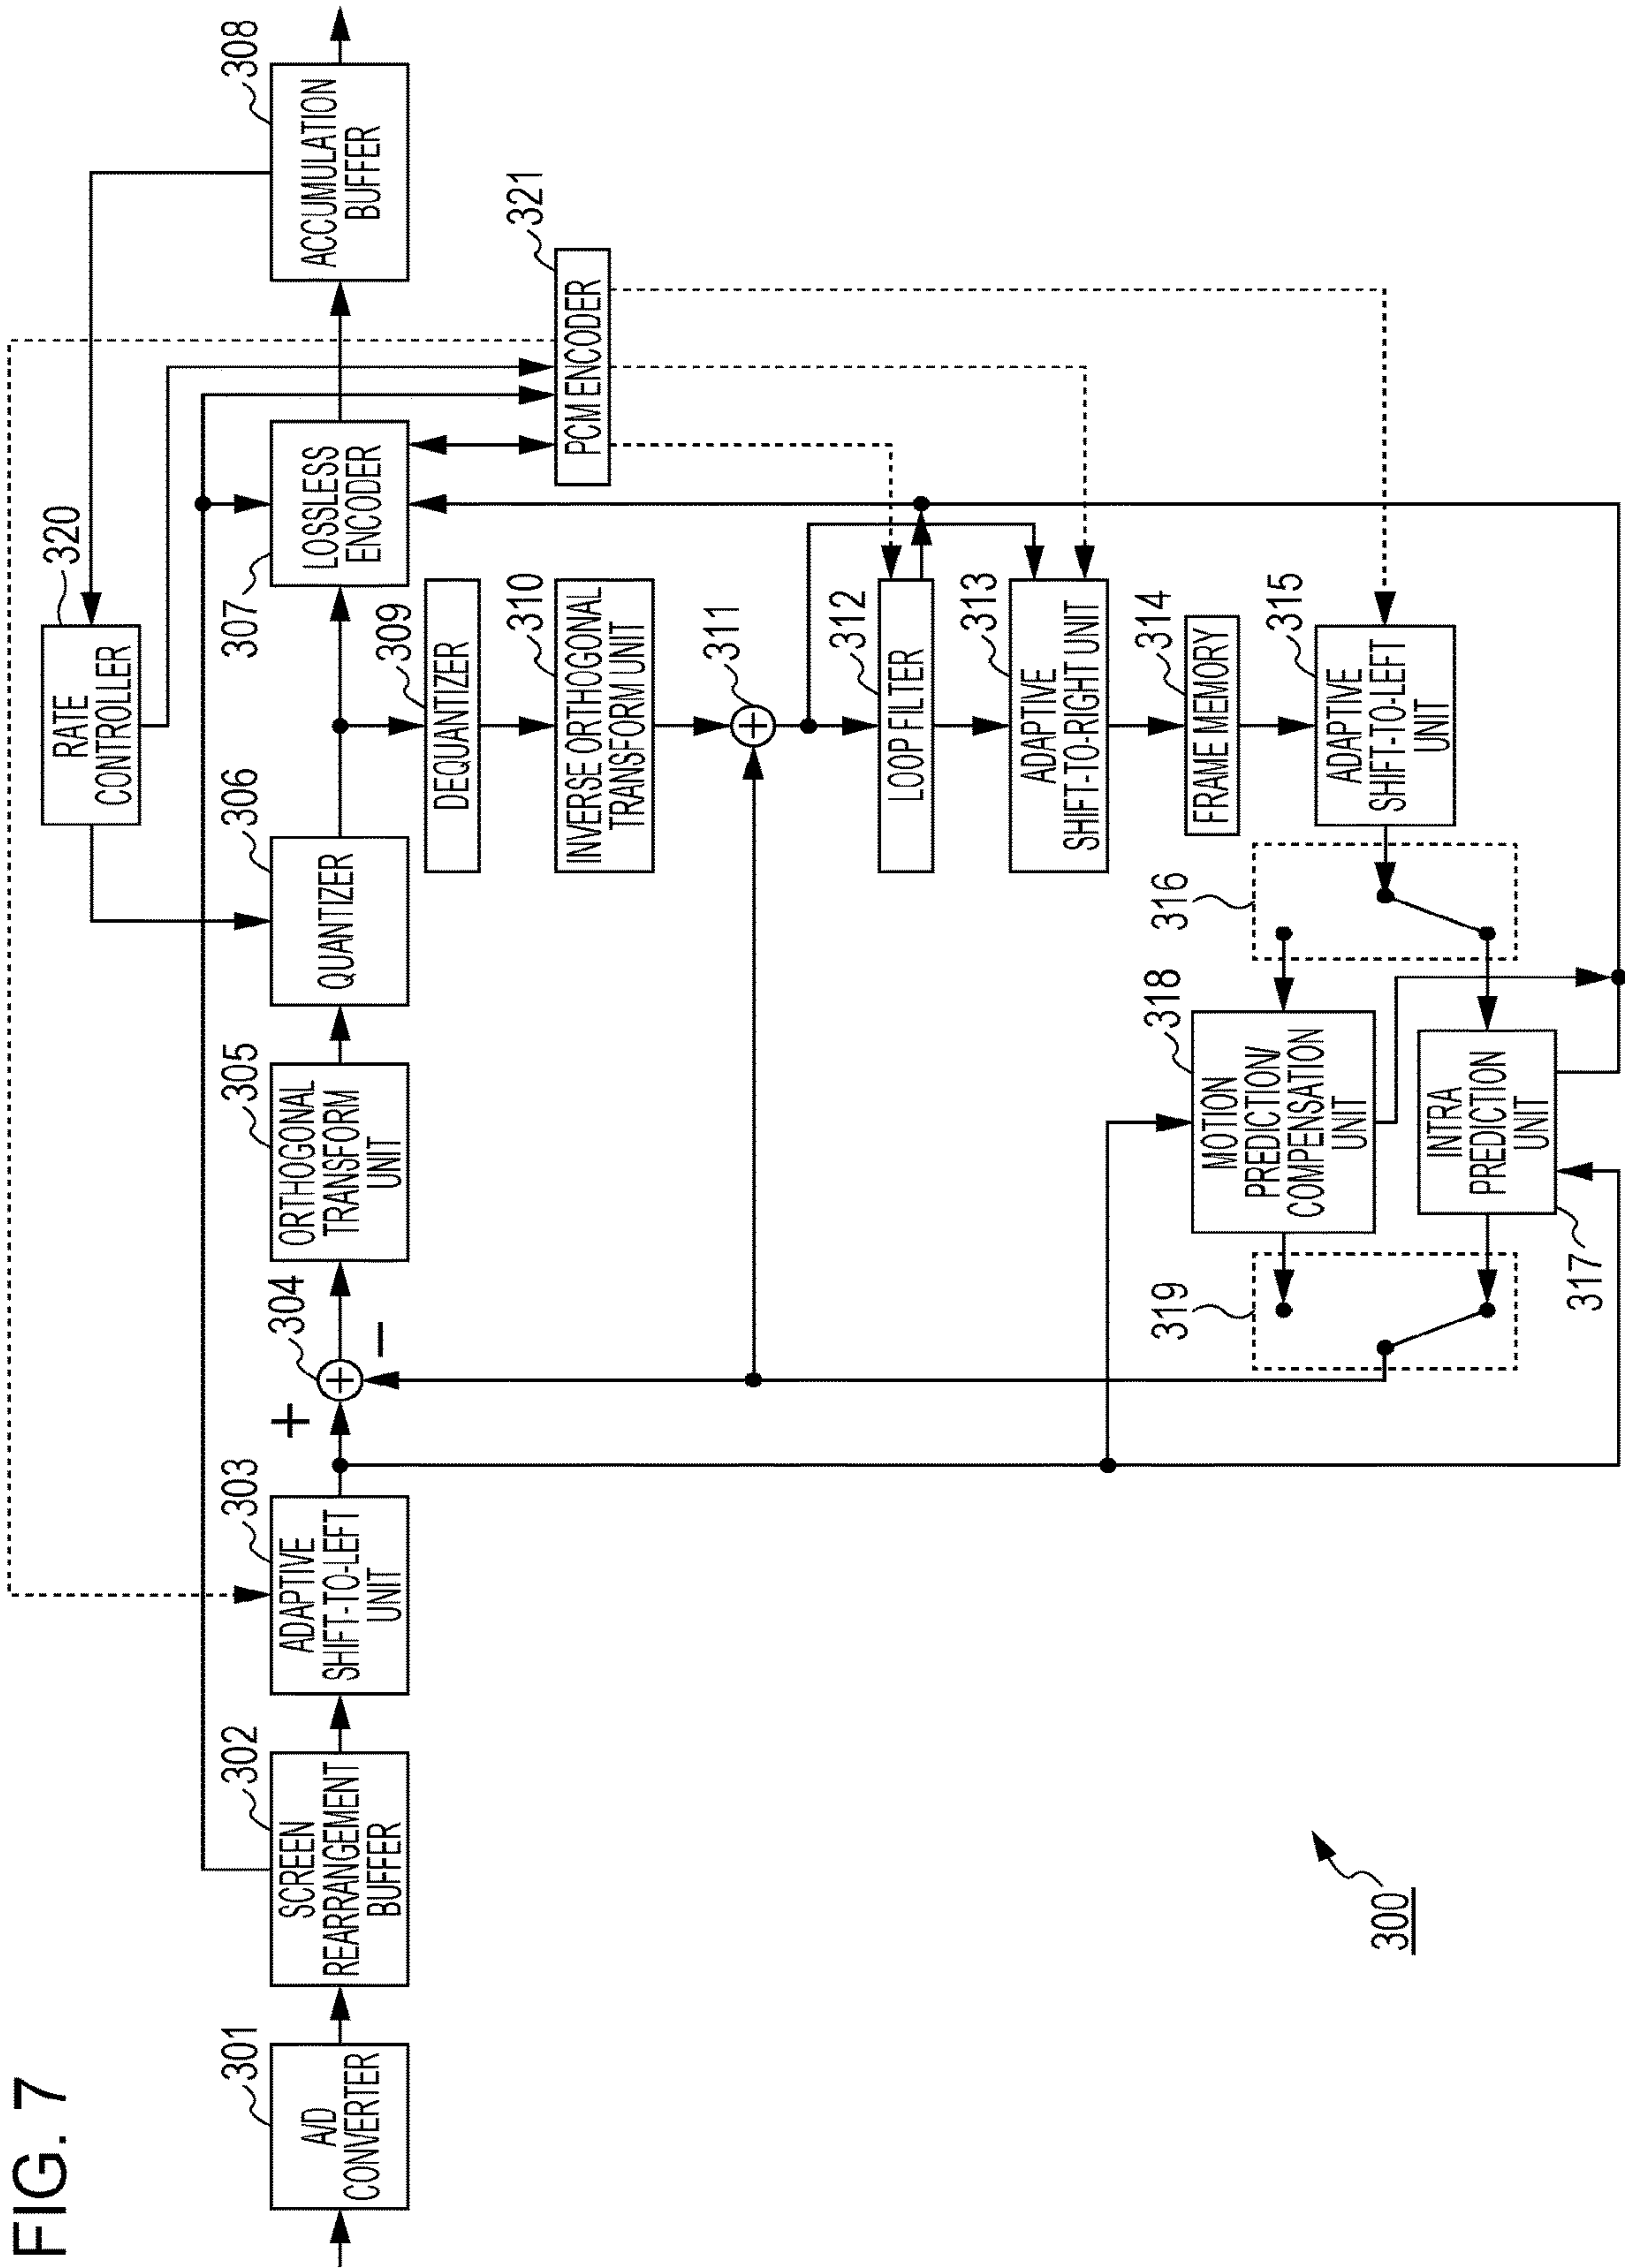 FIG. 7
301
A/D
CONVERTER
302
SCREEN
REARRANGEMENT
BUFFER
303
ADAPTIVE
SHIFT-TO-LEFT
UNIT
+
304
−
305
ORTHOGONAL
TRANSFORM
UNIT
306
QUANTIZER
320
RATE
CONTROLLER
307
LOSSLESS
ENCODER
308
ACCUMULATION
BUFFER
309
DEQUANTIZER
310
INVERSE ORTHOGONAL
TRANSFORM UNIT
321
PCM ENCODER
311
312
LOOP FILTER
313
ADAPTIVE
SHIFT-TO-RIGHT UNIT
314
FRAME MEMORY
315
ADAPTIVE
SHIFT-TO-LEFT
UNIT
316
318
MOTION
PREDICTION/
COMPENSATION
UNIT
319
INTRA
PREDICTION
UNIT
317
300